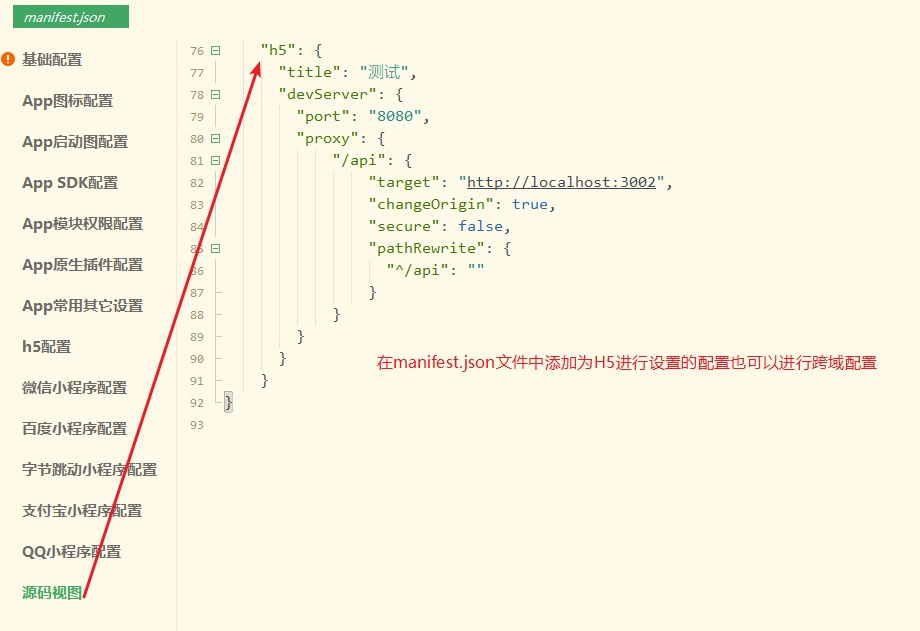 manifest.json
基础配置
App图标配置
App启动图配置
App SDK配置
App模块权限配置
App原生插件配置
App常用其它设置
h5配置
微信小程序配置
百度小程序配置
字节跳动小程序配置
支付宝小程序配置
QQ小程序配置
源码视图
76 "h5": {
77 "title": "测试",
78 "devServer": {
79 "port": "8080",
80 "proxy": {
81 "/api": {
82 "target": "http://localhost:3002",
83 "changeOrigin": true,
84 "secure": false,
85 "pathRewrite": {
86 "^/api": ""
87 }
88 }
89 }
90 }
在manifest.json文件中添加为H5进行设置的配置也可以进行跨域配置
91 }
92 }
93